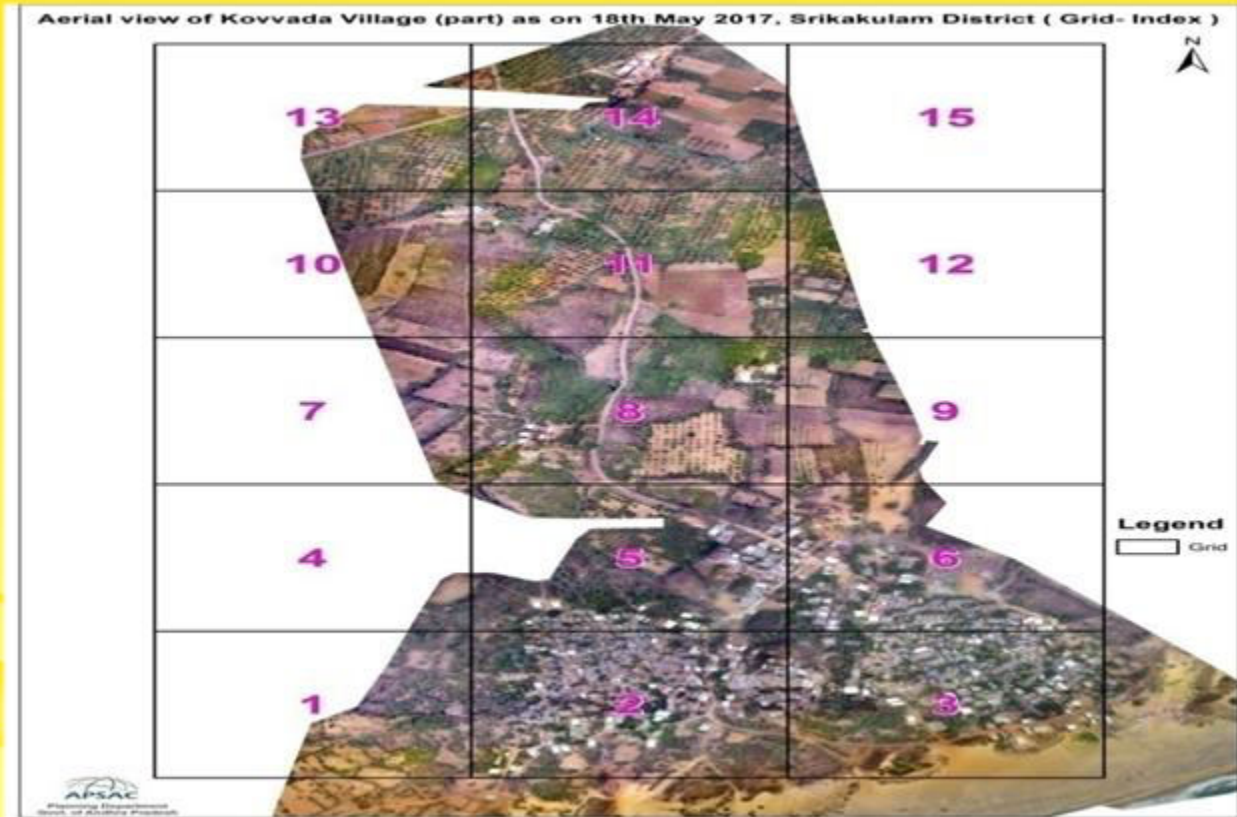 Aerial view of Kovvada Village (part) as on 18th May 2017, Srikakulam District ( Grid- Index )
N
13 14 15
10 11 12
7 8 9
4 5 6
Legend
Grid
1 2 3
APSAC
Planning Department
Govt. of Andhra Pradesh